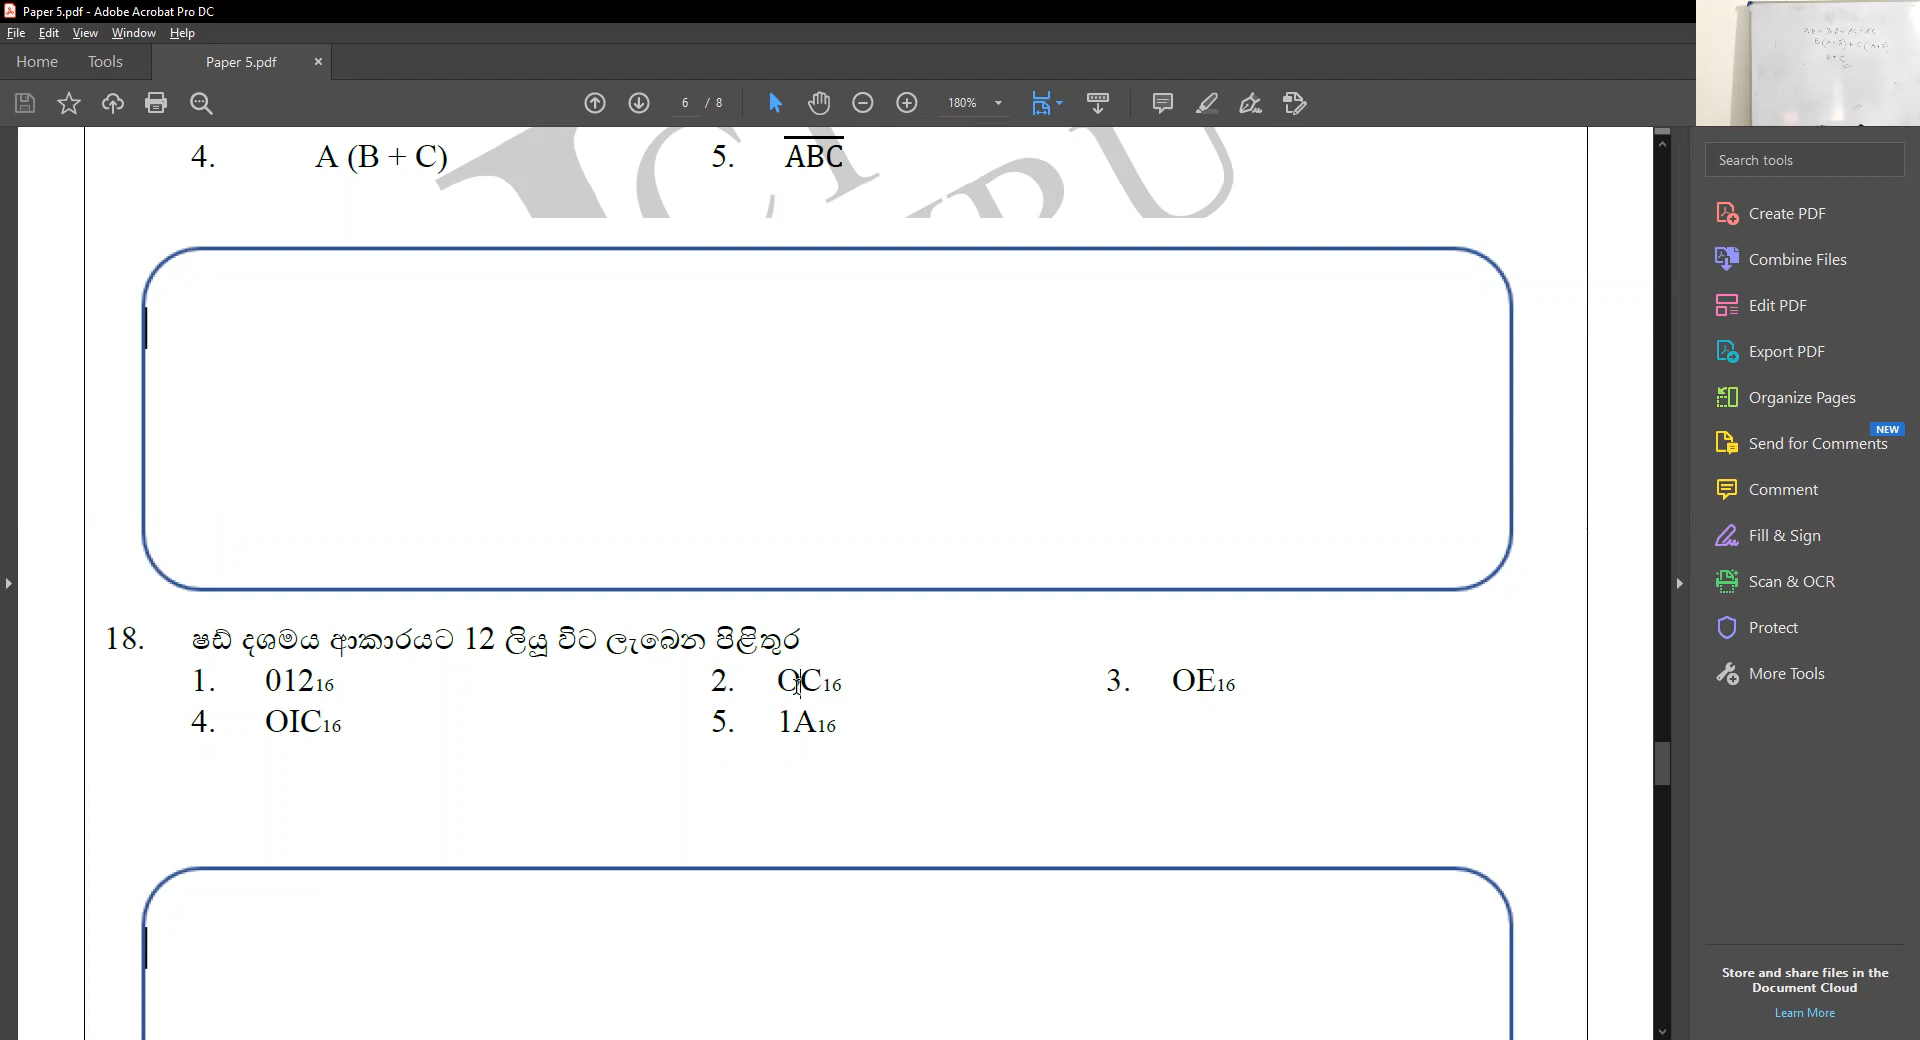 Paper 5.pdf - Adobe Acrobat Pro DC
File Edit View Window Help
Home Tools Paper 5.pdf ×
6 / 8 180%
4. A (B + C) 5. A̅B̅C̅
18. ෂඩ් දශමය ආකාරයට 12 ලියූ විට ලැබෙන පිළිතුර
1. 012₁₆ 2. OC₁₆ 3. OE₁₆
4. OIC₁₆ 5. 1A₁₆
Search tools
Create PDF
Combine Files
Edit PDF
Export PDF
Organize Pages
NEW
Send for Comments
Comment
Fill & Sign
Scan & OCR
Protect
More Tools
Store and share files in the
Document Cloud
Learn More